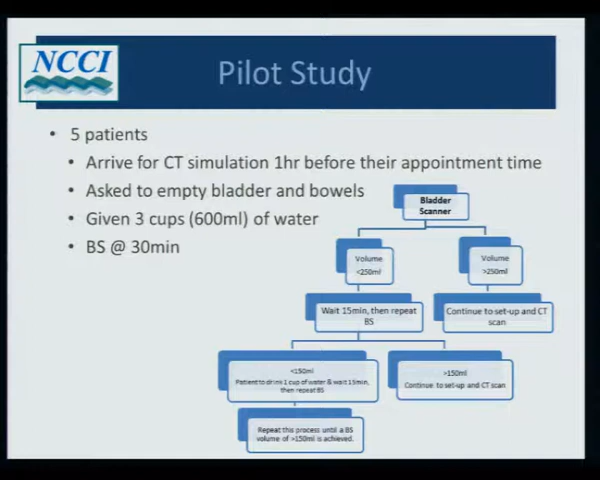 NCCI
Pilot Study
• 5 patients
• Arrive for CT simulation 1hr before their appointment time
• Asked to empty bladder and bowels
• Given 3 cups (600ml) of water
• BS @ 30min
Bladder
Scanner
Volume
<250ml
Volume
>250ml
Wait 15min, then repeat
BS
Continue to set-up and CT
scan
<150ml
Patient to drink 1 cup of water & wait 15min,
then repeat BS
>150ml
Continue to set-up and CT scan
Repeat this process until a BS
volume of >150ml is achieved.